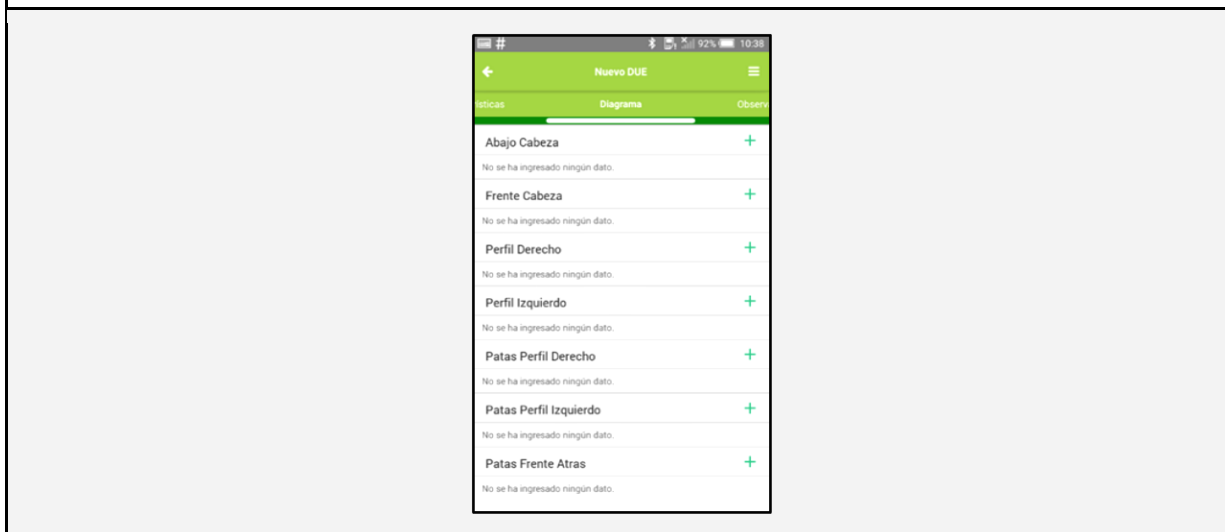 # 92% 10:38
Nuevo DUE
ísticas Diagrama Observ
Abajo Cabeza +
No se ha ingresado ningún dato.
Frente Cabeza +
No se ha ingresado ningún dato.
Perfil Derecho +
No se ha ingresado ningún dato.
Perfil Izquierdo +
No se ha ingresado ningún dato.
Patas Perfil Derecho +
No se ha ingresado ningún dato.
Patas Perfil Izquierdo +
No se ha ingresado ningún dato.
Patas Frente Atras +
No se ha ingresado ningún dato.